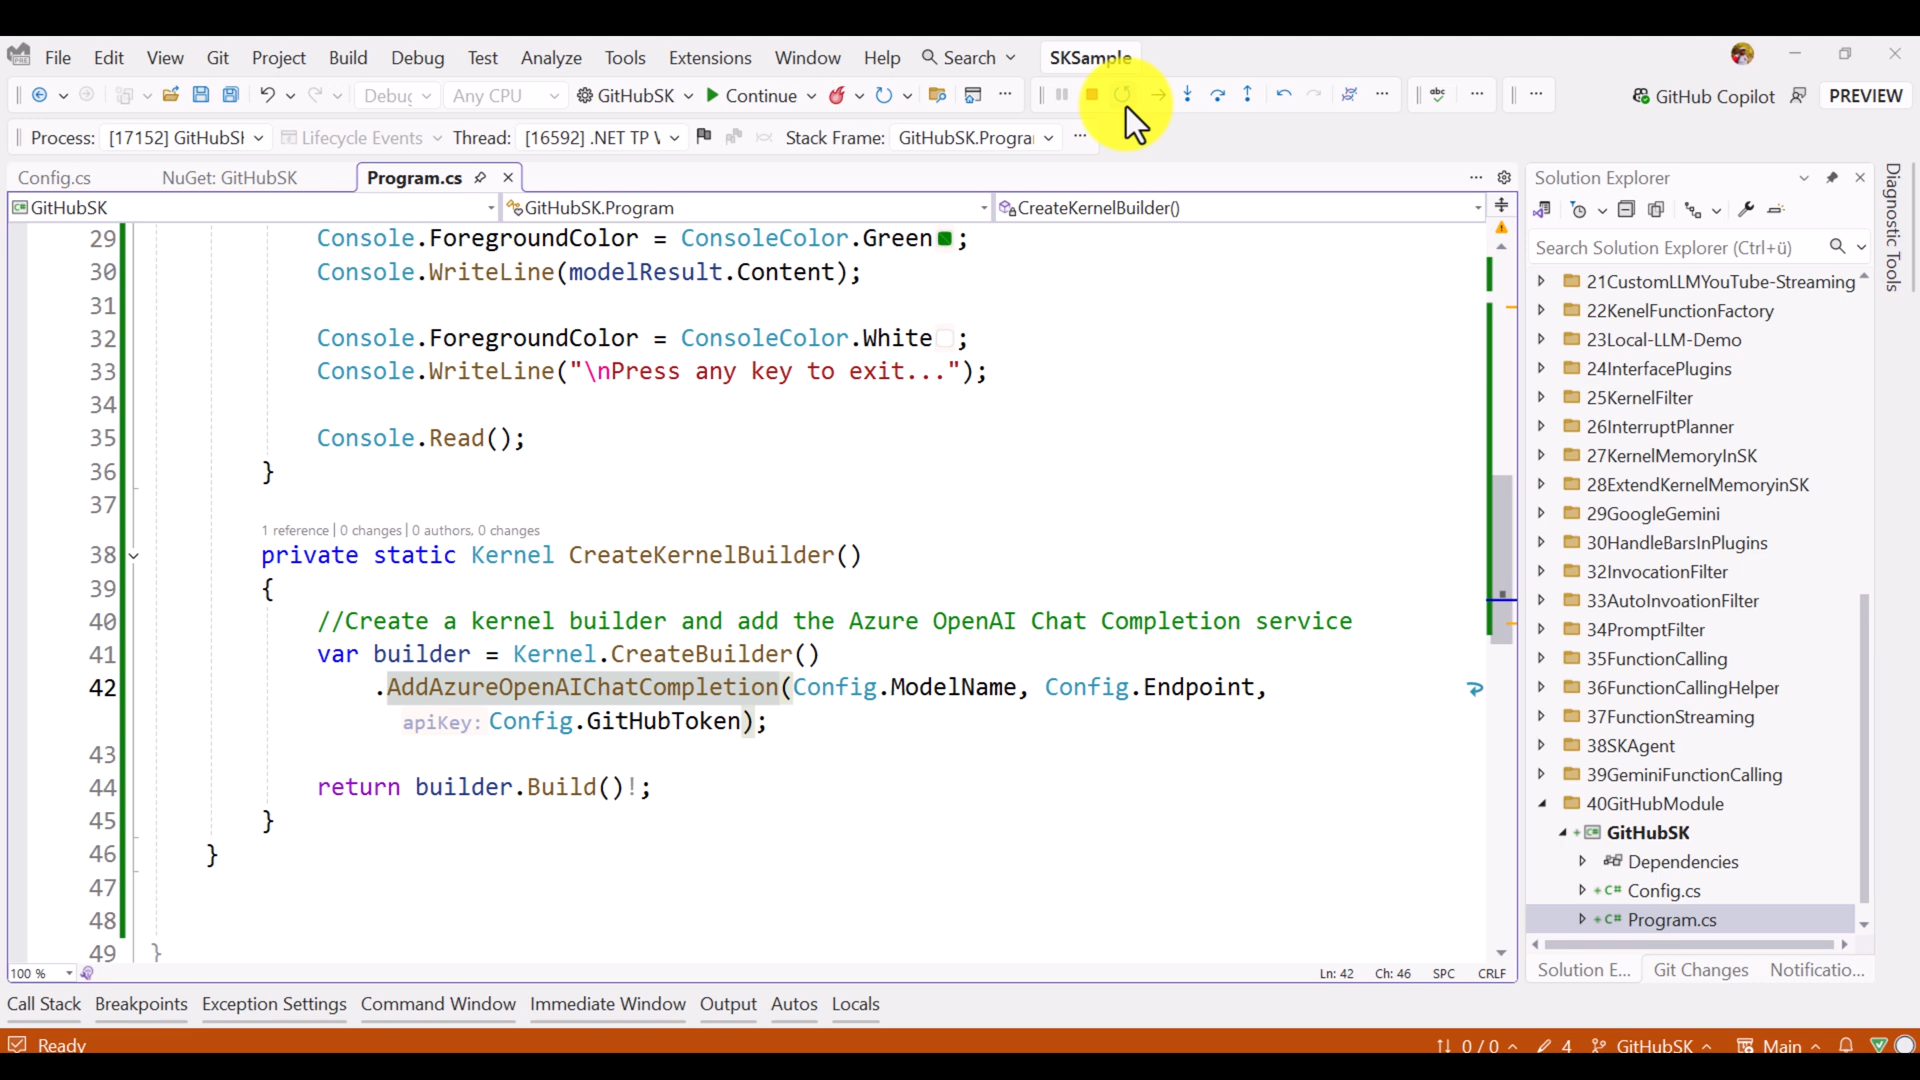 File Edit View Git Project Build Debug Test Analyze Tools Extensions Window Help Search SKSample
Debug Any CPU GitHubSK Continue GitHub Copilot PREVIEW
Process: [17152] GitHubSK Lifecycle Events Thread: [16592] .NET TP Stack Frame: GitHubSK.Program
Config.cs NuGet: GitHubSK Program.cs
GitHubSK GitHubSK.Program CreateKernelBuilder()
29 Console.ForegroundColor = ConsoleColor.Green;
30 Console.WriteLine(modelResult.Content);
31
32 Console.ForegroundColor = ConsoleColor.White;
33 Console.WriteLine("\nPress any key to exit...");
34
35 Console.Read();
36 }
37
1 reference | 0 changes | 0 authors, 0 changes
38 private static Kernel CreateKernelBuilder()
39 {
40 //Create a kernel builder and add the Azure OpenAI Chat Completion service
41 var builder = Kernel.CreateBuilder()
42 .AddAzureOpenAIChatCompletion(Config.ModelName, Config.Endpoint,
apiKey: Config.GitHubToken);
43
44 return builder.Build()!;
45 }
46 }
47
48
49 }
100 % Ln: 42 Ch: 46 SPC CRLF
Solution Explorer
Search Solution Explorer (Ctrl+ü)
21CustomLLMYouTube-Streaming
22KenelFunctionFactory
23Local-LLM-Demo
24InterfacePlugins
25KernelFilter
26InterruptPlanner
27KernelMemoryInSK
28ExtendKernelMemoryinSK
29GoogleGemini
30HandleBarsInPlugins
32InvocationFilter
33AutoInvoationFilter
34PromptFilter
35FunctionCalling
36FunctionCallingHelper
37FunctionStreaming
38SKAgent
39GeminiFunctionCalling
40GitHubModule
GitHubSK
Dependencies
C# Config.cs
C# Program.cs
Solution E... Git Changes Notificatio...
Diagnostic Tools
Call Stack Breakpoints Exception Settings Command Window Immediate Window Output Autos Locals
Ready 0 / 0 4 GitHubSK Main